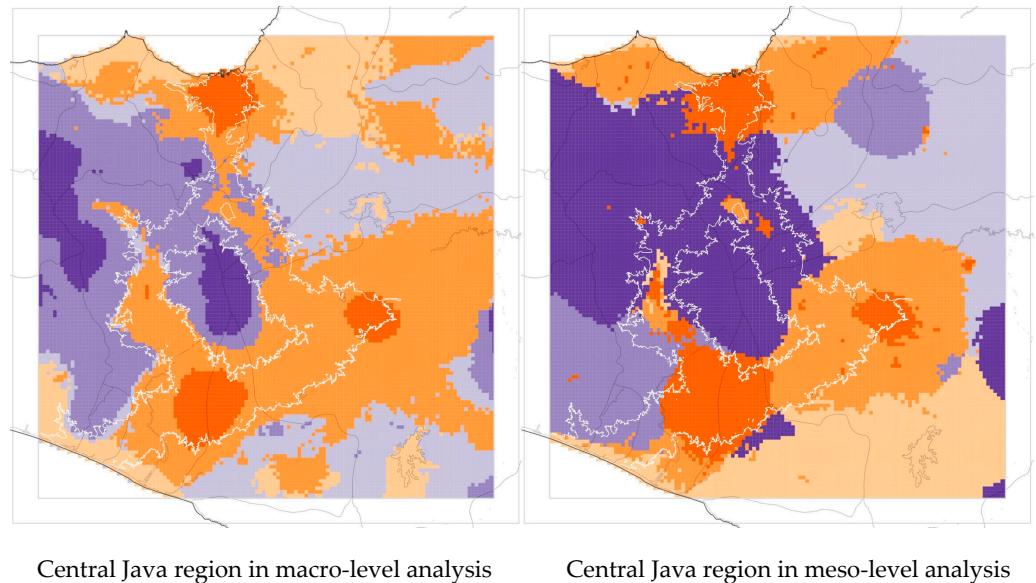 Central Java region in macro-level analysis
Central Java region in meso-level analysis